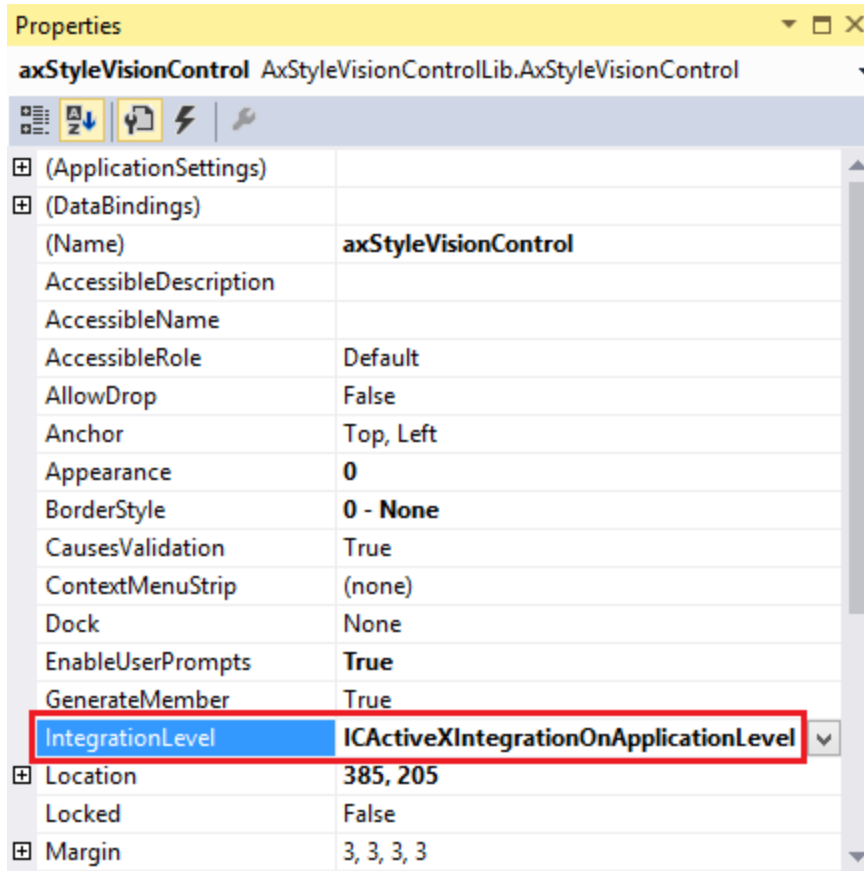 Properties
axStyleVisionControl AxStyleVisionControlLib.AxStyleVisionControl
(ApplicationSettings)
(DataBindings)
(Name) axStyleVisionControl
AccessibleDescription
AccessibleName
AccessibleRole Default
AllowDrop False
Anchor Top, Left
Appearance 0
BorderStyle 0 - None
CausesValidation True
ContextMenuStrip (none)
Dock None
EnableUserPrompts True
GenerateMember True
IntegrationLevel ICActiveXIntegrationOnApplicationLevel
Location 385, 205
Locked False
Margin 3, 3, 3, 3